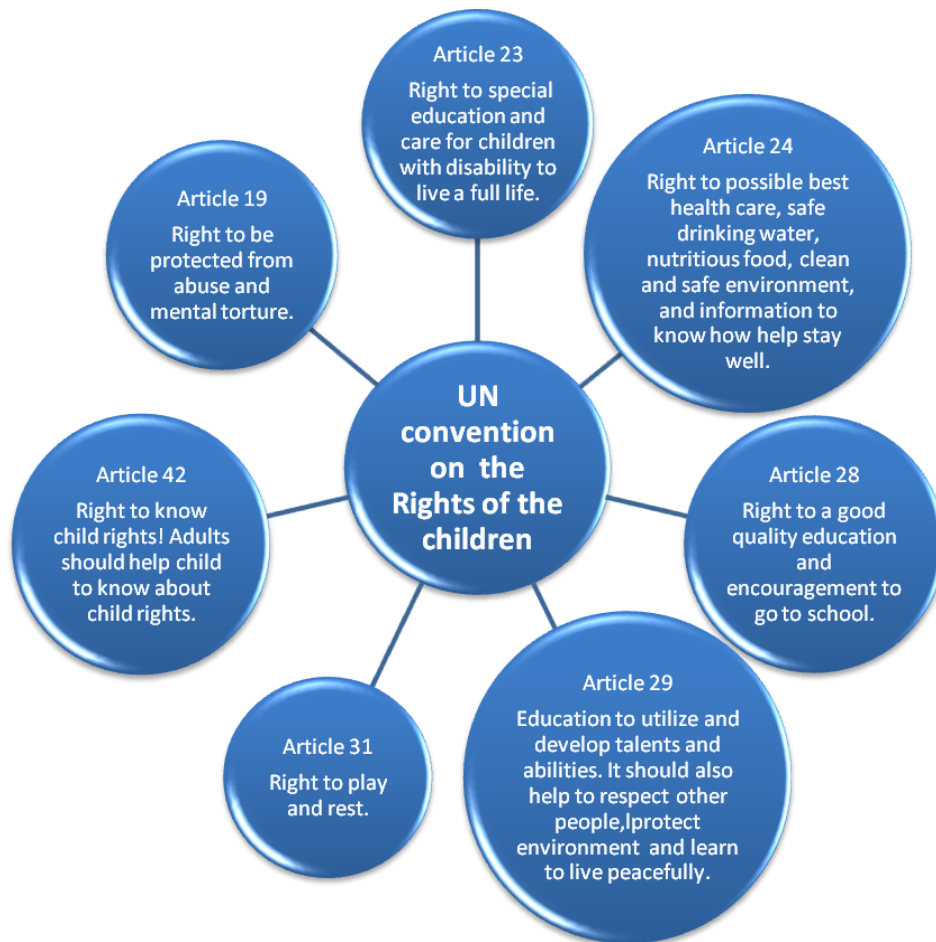 Article 23
Right to special
education and
care for children
with disability to
live a full life.
Article 24
Right to possible best
health care, safe
drinking water,
nutritious food, clean
and safe environment,
and information to
know how help stay
well.
Article 19
Right to be
protected from
abuse and
mental torture.
UN
convention
on the
Rights of the
children
Article 42
Right to know
child rights! Adults
should help child
to know about
child rights.
Article 28
Right to a good
quality education
and
encouragement to
go to school.
Article 31
Right to play
and rest.
Article 29
Education to utilize and
develop talents and
abilities. It should also
help to respect other
people,lprotect
environment and learn
to live peacefully.